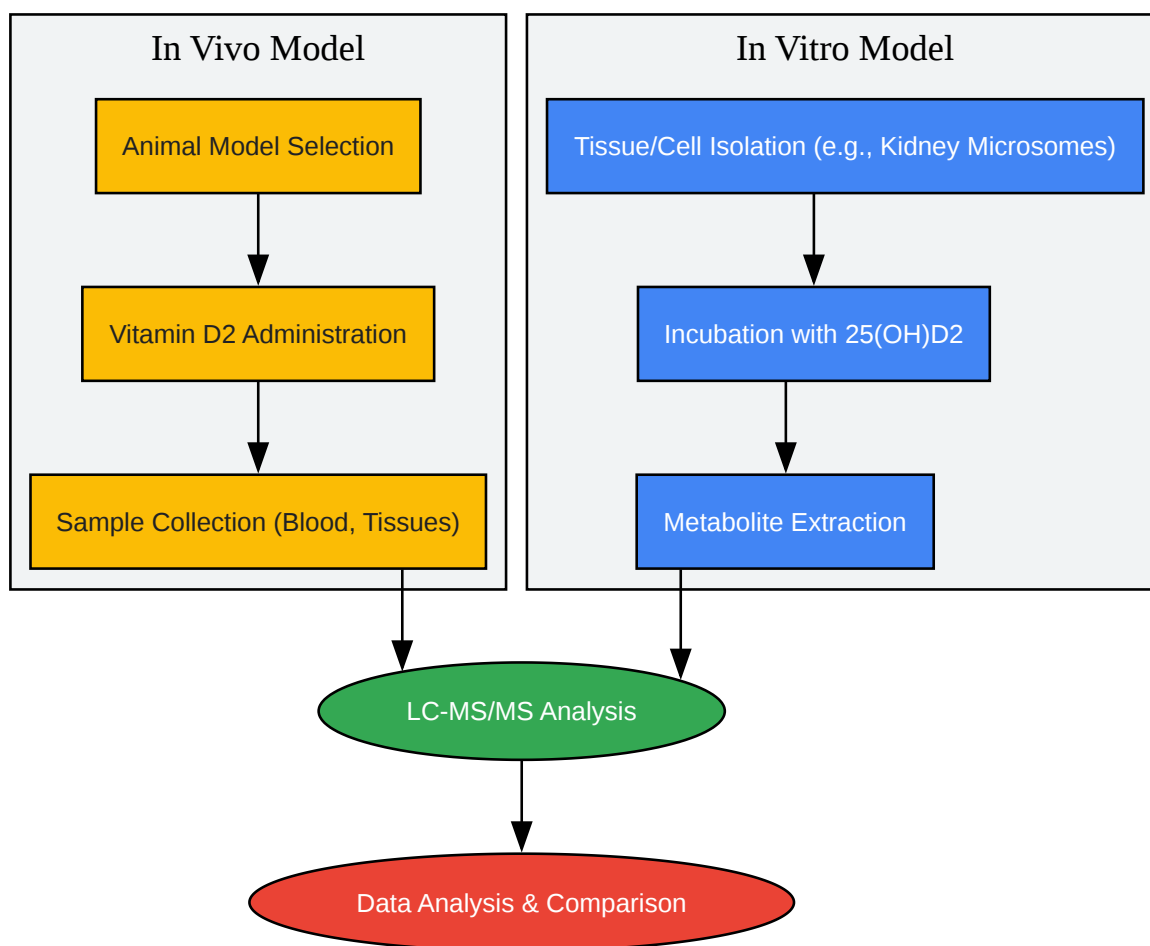 In Vivo Model
Animal Model Selection
Vitamin D2 Administration
Sample Collection (Blood, Tissues)
In Vitro Model
Tissue/Cell Isolation (e.g., Kidney Microsomes)
Incubation with 25(OH)D2
Metabolite Extraction
LC-MS/MS Analysis
Data Analysis & Comparison